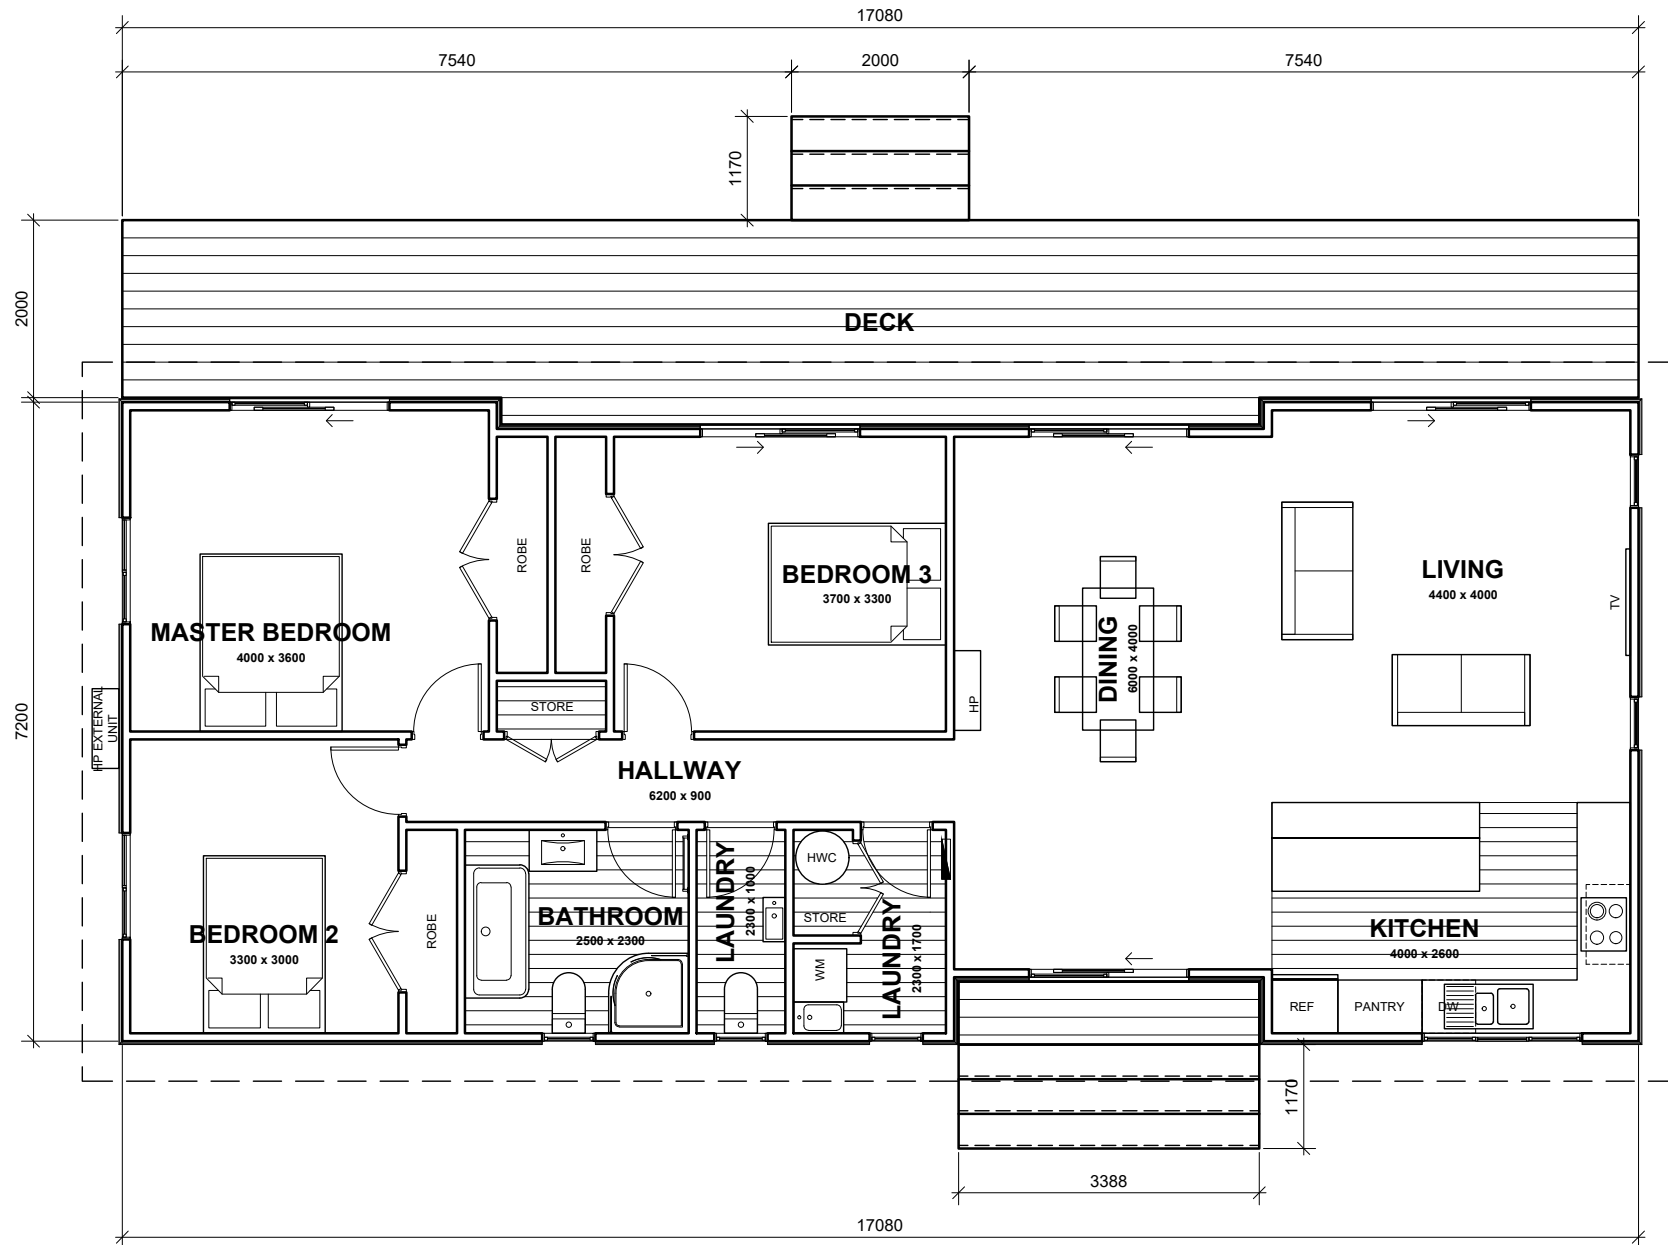 17080
7540
2000
7540
1170
2000
DECK
ROBE
ROBE
BEDROOM 3
3700 x 3300
LIVING
4400 x 4000
TV
MASTER BEDROOM
4000 x 3600
DINING
6000 x 4000
HP EXTERNAL
UNIT
7200
STORE
HP
HALLWAY
6200 x 900
HWC
LAUNDRY
2300 x 1000
STORE
BATHROOM
2500 x 2300
ROBE
BEDROOM 2
3300 x 3000
WM
LAUNDRY
2300 x 1700
KITCHEN
4000 x 2600
REF
PANTRY
DW
1170
3388
17080